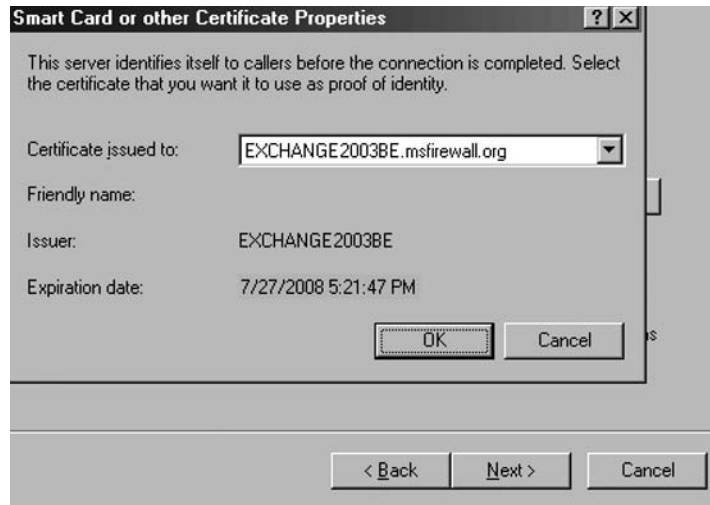 Smart Card or other Certificate Properties
This server identifies itself to callers before the connection is completed. Select
the certificate that you want it to use as proof of identity.
Certificate issued to: EXCHANGE2003BE.msfirewall.org
Friendly name:
Issuer: EXCHANGE2003BE
Expiration date: 7/27/2008 5:21:47 PM
OK Cancel
< Back Next > Cancel